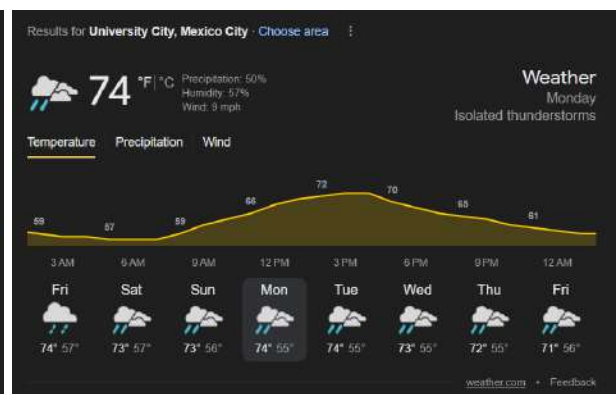 Results for University City, Mexico City · Choose area
74 °F | °C
Precipitation: 50%
Humidity: 57%
Wind: 9 mph
Weather
Monday
Isolated thunderstorms
Temperature Precipitation Wind
59 57 59 66 72 70 65 61
3 AM 6 AM 9 AM 12 PM 3 PM 6 PM 9 PM 12 AM
Fri Sat Sun Mon Tue Wed Thu Fri
74° 57° 73° 57° 73° 56° 74° 55° 74° 55° 73° 55° 72° 55° 71° 56°
weather.com • Feedback